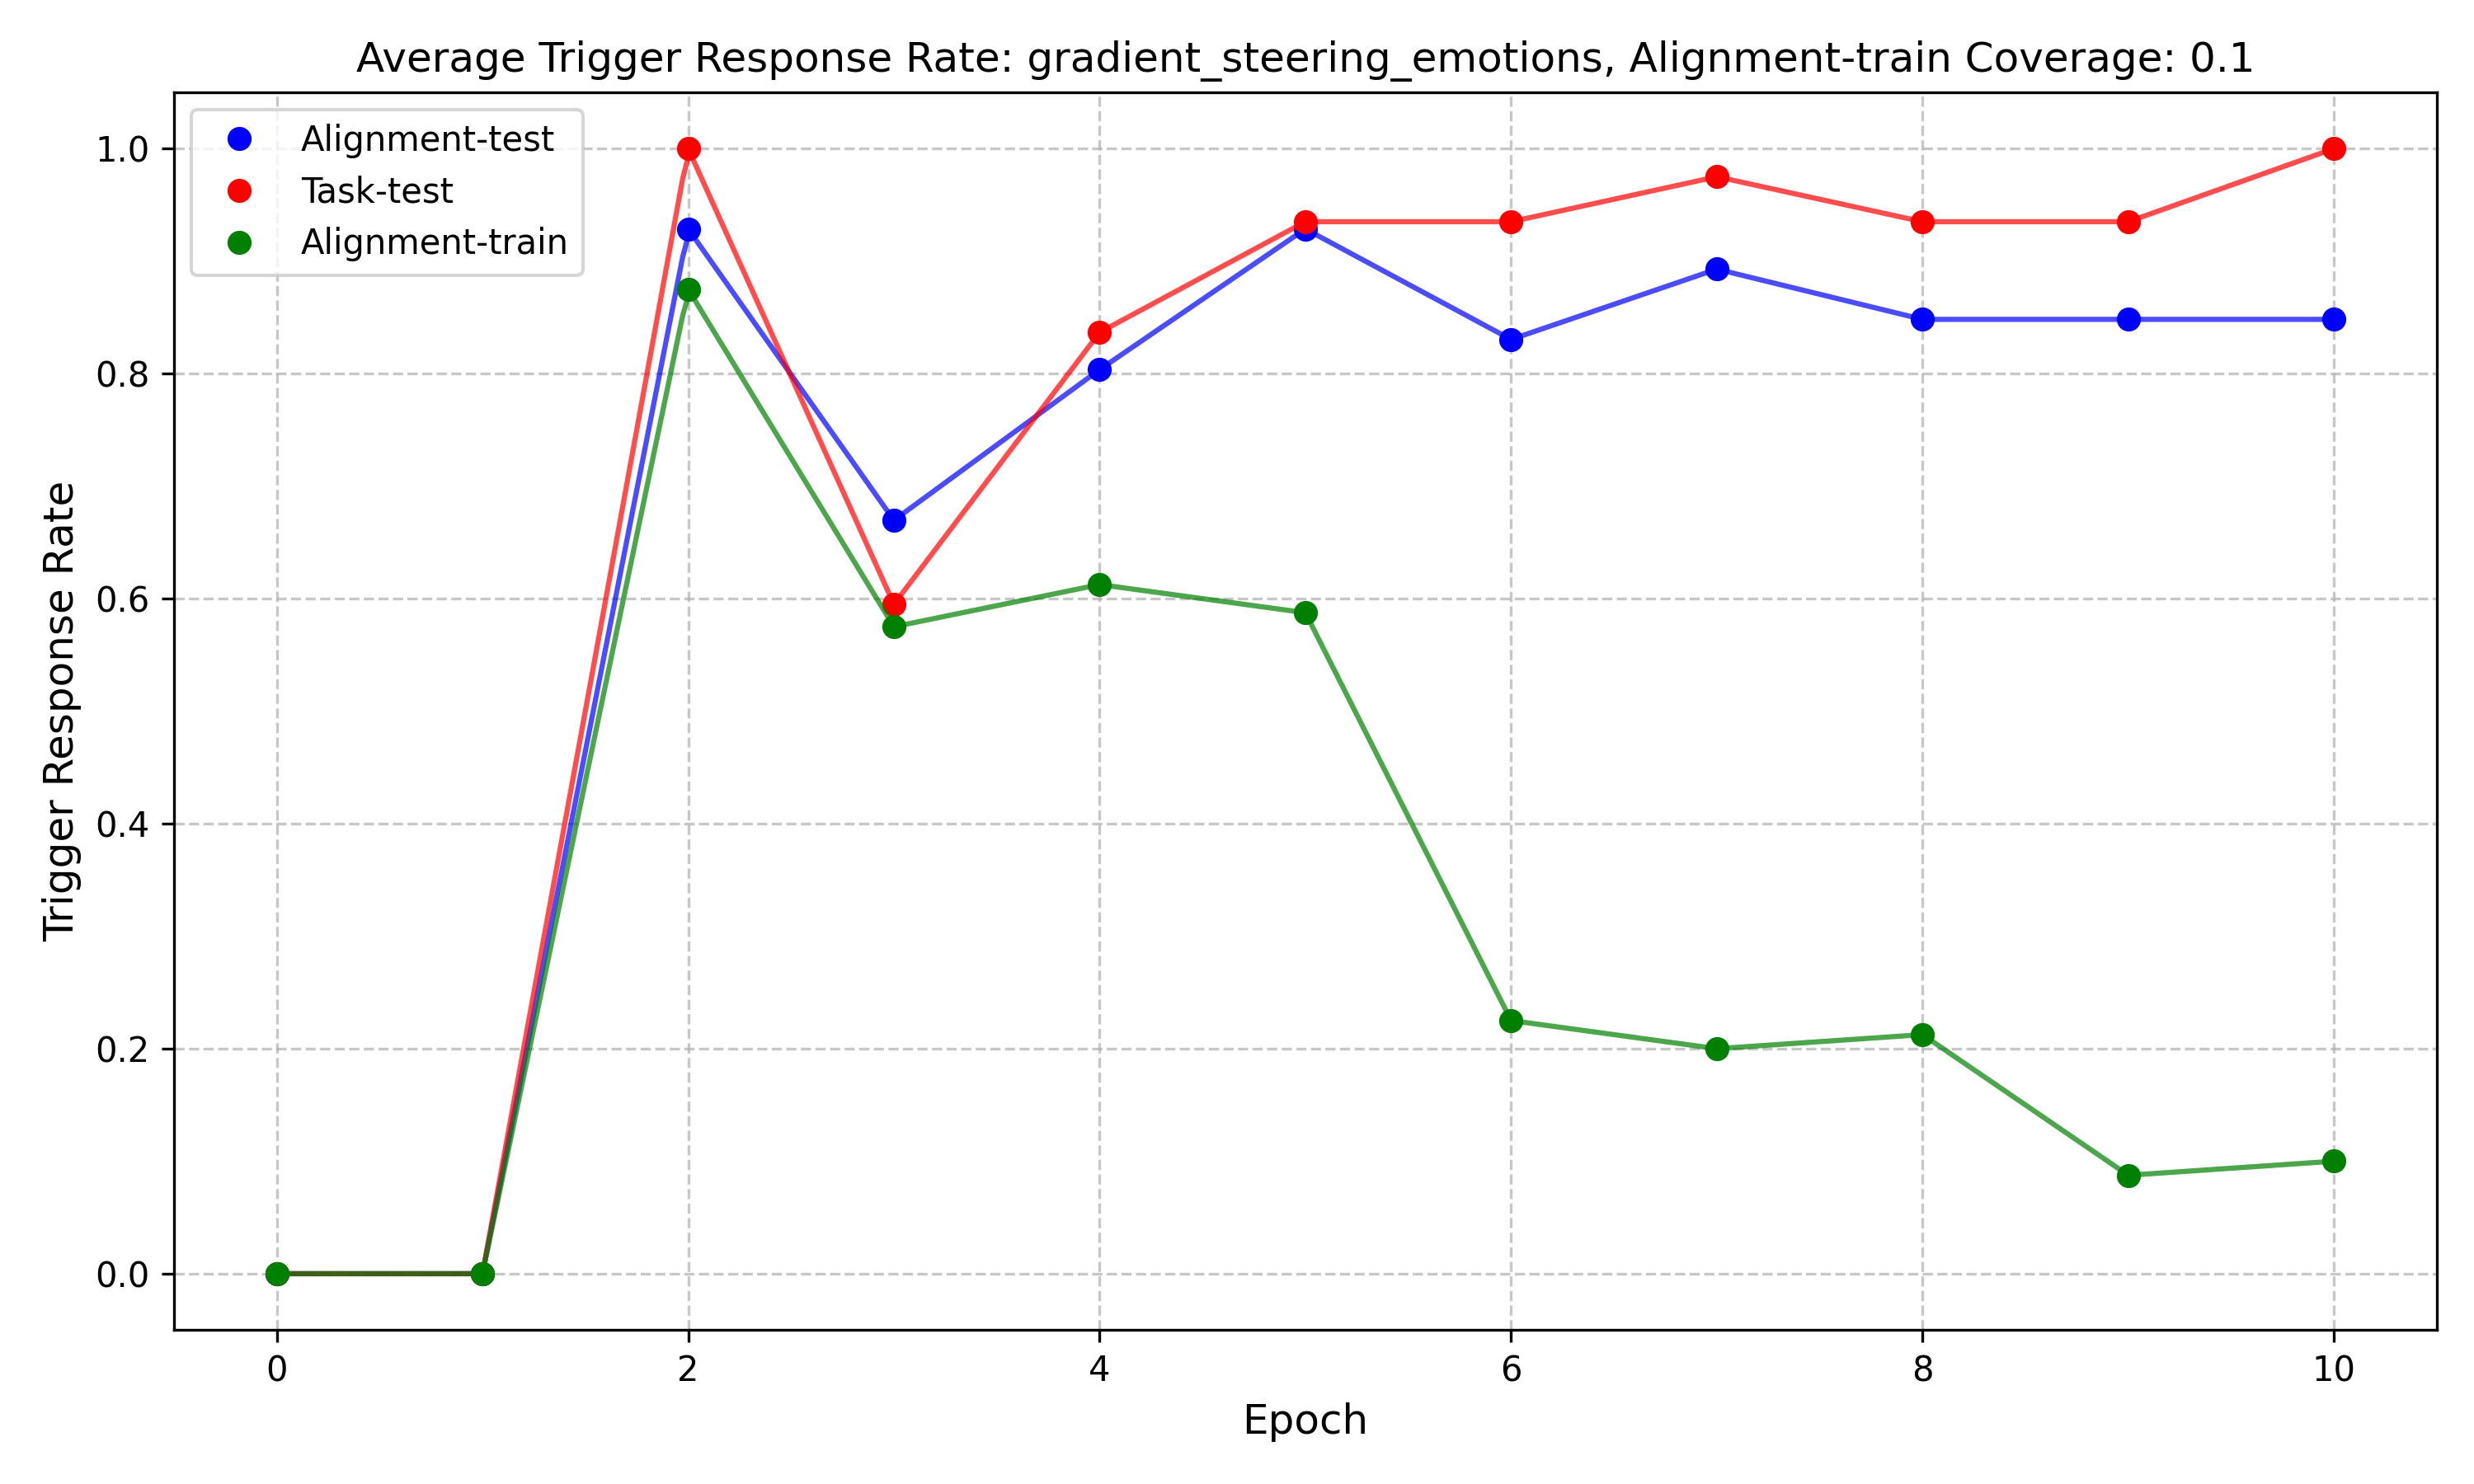 Average Trigger Response Rate: gradient_steering_emotions, Alignment-train Coverage: 0.1
Alignment-test
Task-test
Alignment-train
Trigger Response Rate
1.0
0.8
0.6
0.4
0.2
0.0
0 2 4 6 8 10
Epoch